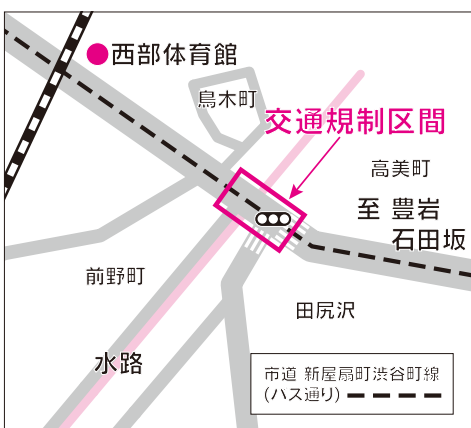 西部体育館
鳥木町
交通規制区間
高美町
至 豊岩
石田坂
前野町
田尻沢
水路
市道 新屋扇町渋谷町線
(ハス通り)